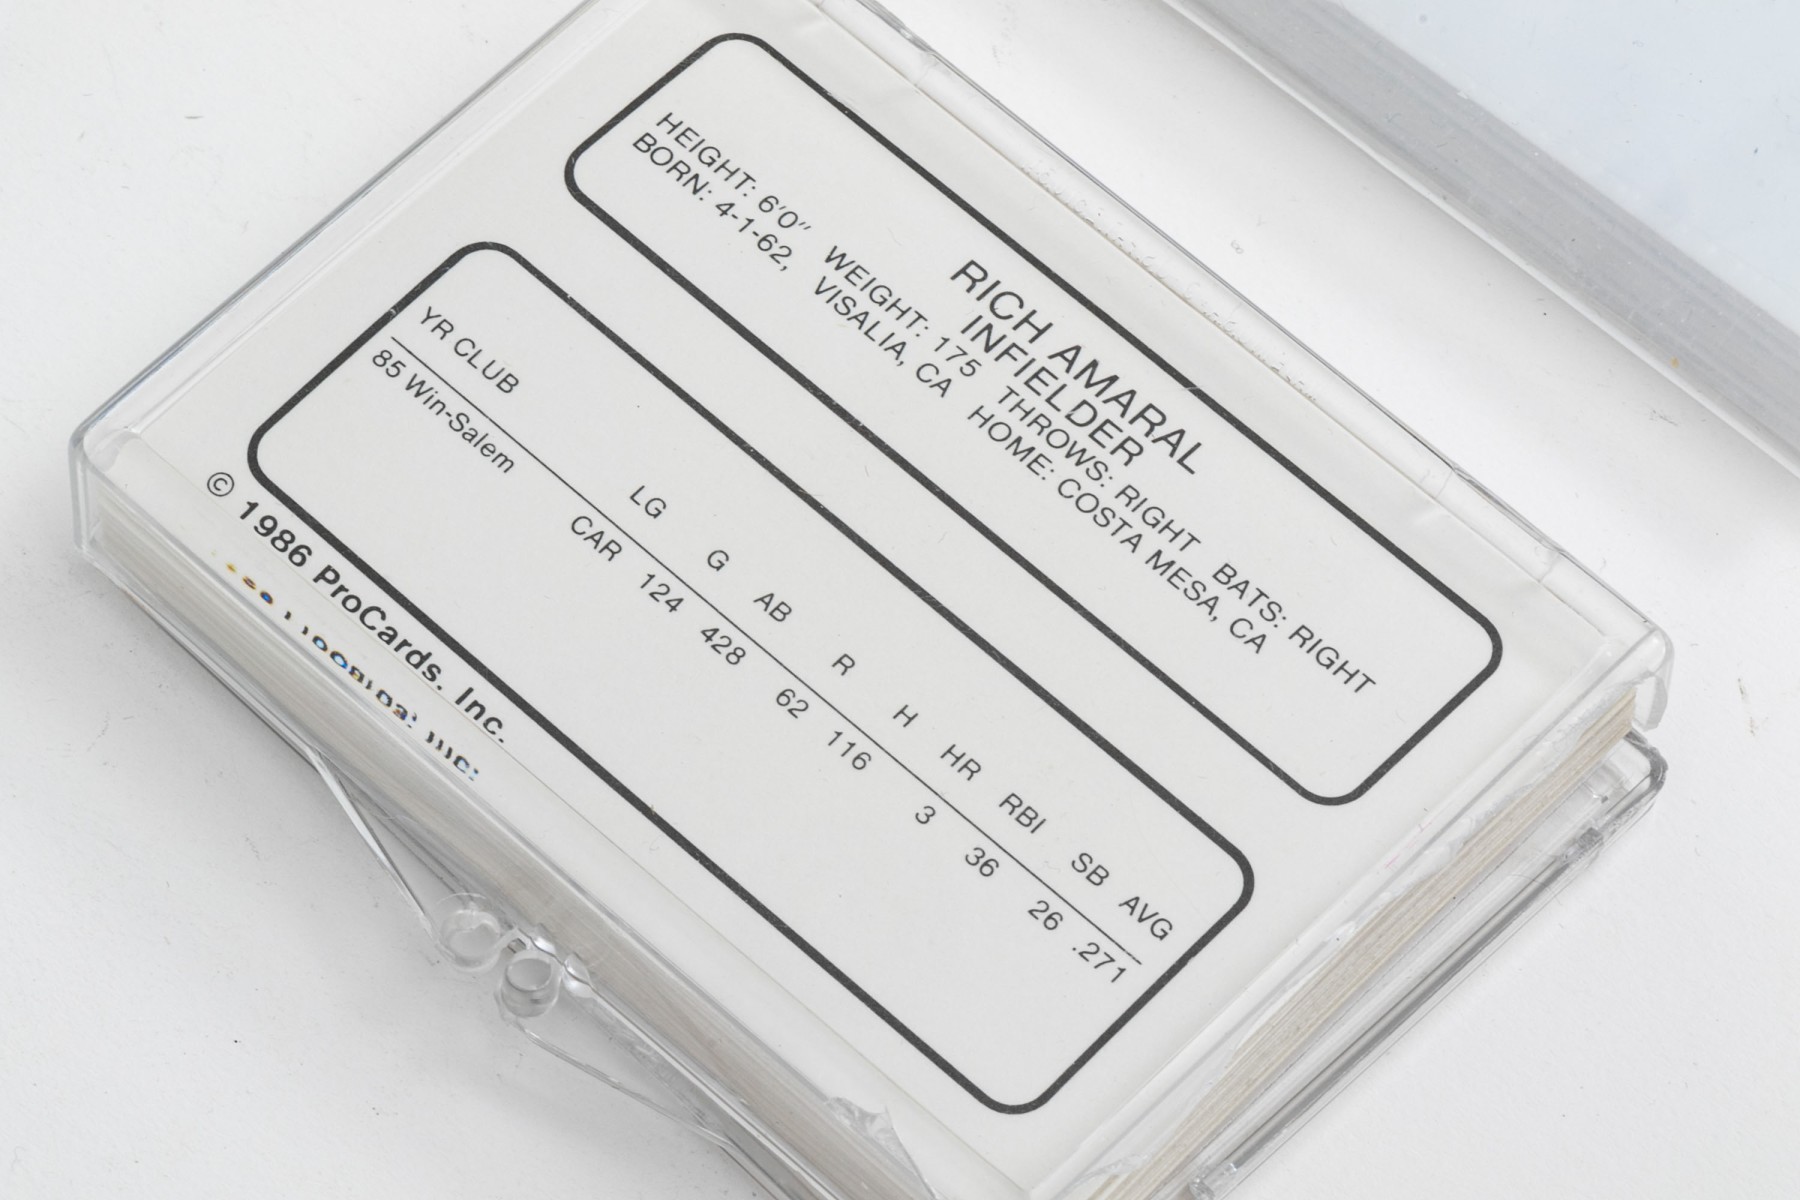 RICH AMARAL
INFIELDER
HEIGHT: 6'0" WEIGHT: 175 THROWS: RIGHT BATS: RIGHT
BORN: 4-1-62, VISALIA, CA HOME: COSTA MESA, CA
YR CLUB LG G AB R H HR RBI SB AVG
85 Win-Salem CAR 124 428 62 116 3 36 26 .271
© 1986 ProCards. Inc.